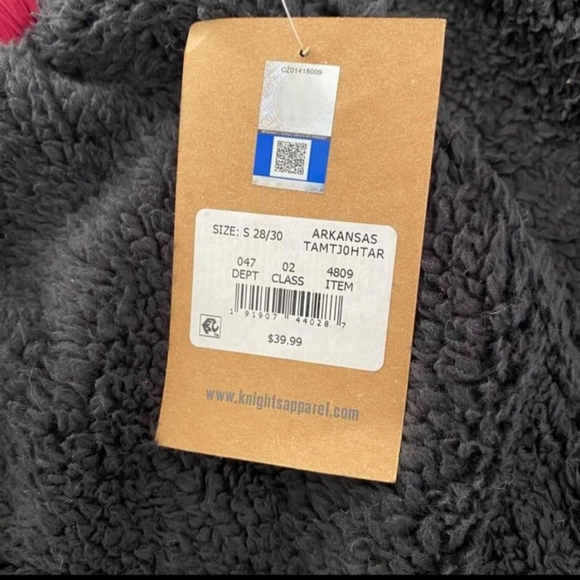 CZ01418009
SIZE: S 28/30
ARKANSAS
TAMTJ0HTAR
047 02 4809
DEPT CLASS ITEM
1 91907 44028 7
$39.99
www.knightsapparel.com